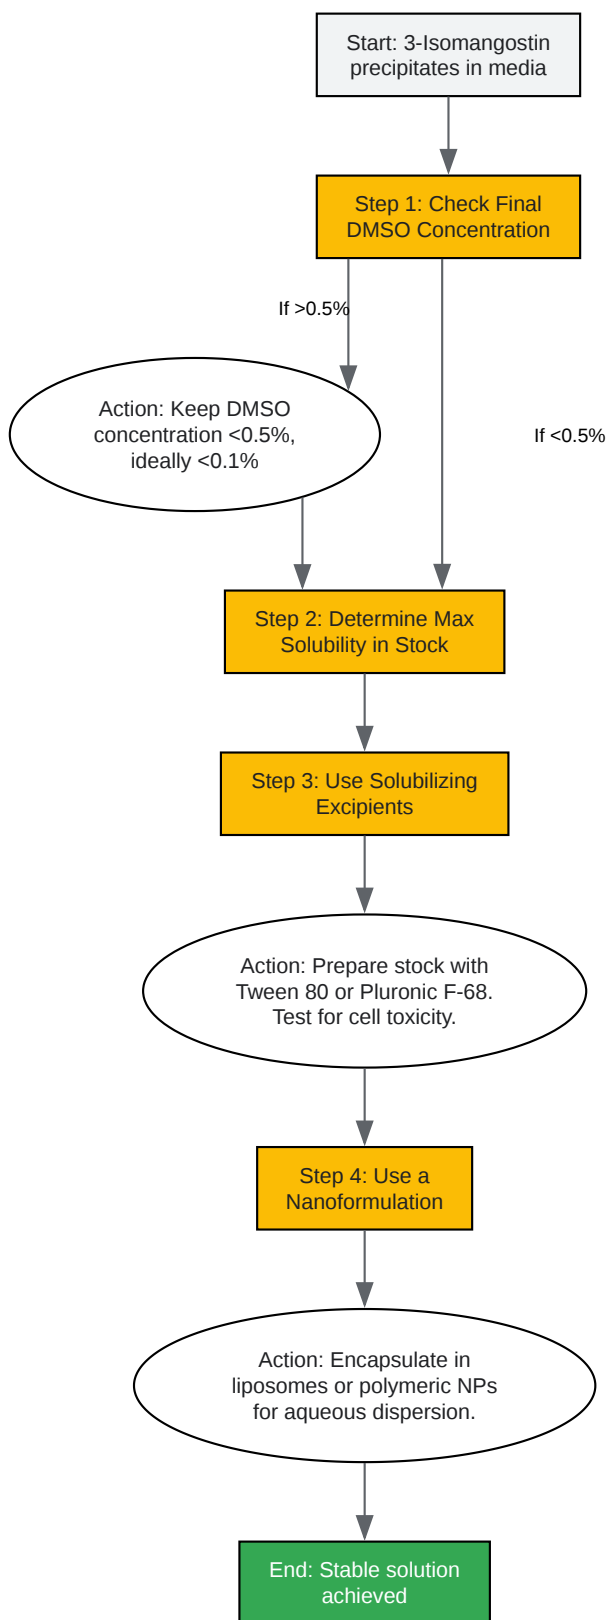 Start: 3-Isomangostin
precipitates in media
Step 1: Check Final
DMSO Concentration
If >0.5%
Action: Keep DMSO
concentration <0.5%,
ideally <0.1%
If <0.5%
Step 2: Determine Max
Solubility in Stock
Step 3: Use Solubilizing
Excipients
Action: Prepare stock with
Tween 80 or Pluronic F-68.
Test for cell toxicity.
Step 4: Use a
Nanoformulation
Action: Encapsulate in
liposomes or polymeric NPs
for aqueous dispersion.
End: Stable solution
achieved